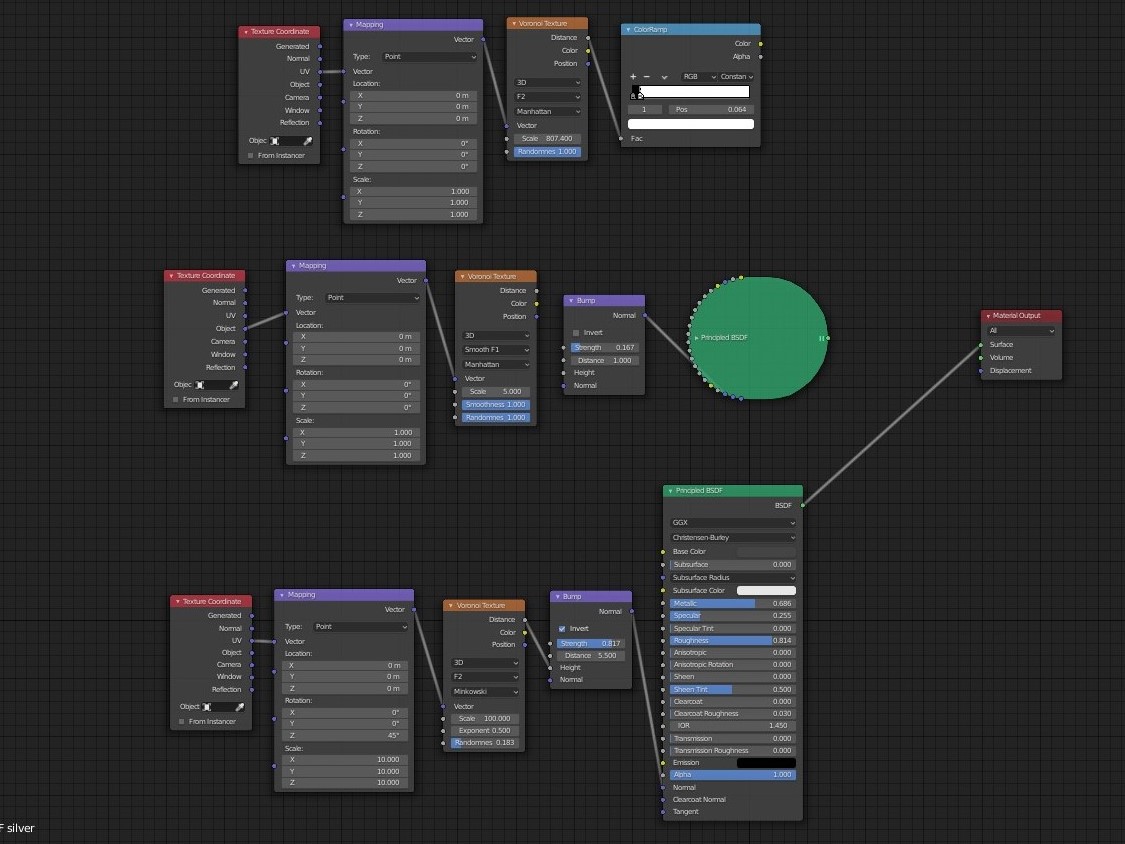 Texture Coordinate
Generated
Normal
UV
Object
Camera
Window
Reflection
Objec
From Instancer
Mapping
Vector
Type: Point
Vector
Location:
X 0 m
Y 0 m
Z 0 m
Rotation:
X 0°
Y 0°
Z 0°
Scale:
X 1.000
Y 1.000
Z 1.000
Voronoi Texture
Distance
Color
Position
3D
F2
Manhattan
Vector
Scale 807.400
Randomnes 1.000
ColorRamp
Color
Alpha
RGB Constan
1 Pos 0.064
Fac
Texture Coordinate
Generated
Normal
UV
Object
Camera
Window
Reflection
Objec
From Instancer
Mapping
Vector
Type: Point
Vector
Location:
X 0 m
Y 0 m
Z 0 m
Rotation:
X 0°
Y 0°
Z 0°
Scale:
X 1.000
Y 1.000
Z 1.000
Voronoi Texture
Distance
Color
Position
3D
Smooth F1
Manhattan
Vector
Scale 5.000
Smoothness 1.000
Randomnes 1.000
Bump
Normal
Invert
Strength 0.167
Distance 1.000
Height
Normal
Principled BSDF
Material Output
All
Surface
Volume
Displacement
Texture Coordinate
Generated
Normal
UV
Object
Camera
Window
Reflection
Object
From Instancer
Mapping
Vector
Type: Point
Vector
Location:
X 0 m
Y 0 m
Z 0 m
Rotation:
X 0°
Y 0°
Z 45°
Scale:
X 10.000
Y 10.000
Z 10.000
Voronoi Texture
Distance
Color
Position
3D
F2
Minkowski
Vector
Scale 100.000
Exponent 0.500
Randomnes 0.183
Bump
Normal
Invert
Strength 0.817
Distance 5.500
Height
Normal
Principled BSDF
BSDF
GGX
Christensen-Burley
Base Color
Subsurface 0.000
Subsurface Radius
Subsurface Color
Metalic 0.686
Specular 0.255
Specular Tint 0.000
Roughness 0.814
Anisotropic 0.000
Anisotropic Rotation 0.000
Sheen 0.000
Sheen Tint 0.500
Clearcoat 0.000
Clearcoat Roughness 0.030
IOR 1.450
Transmission 0.000
Transmission Roughness 0.000
Emission
Alpha 1.000
Normal
Clearcoat Normal
Tangent
F silver